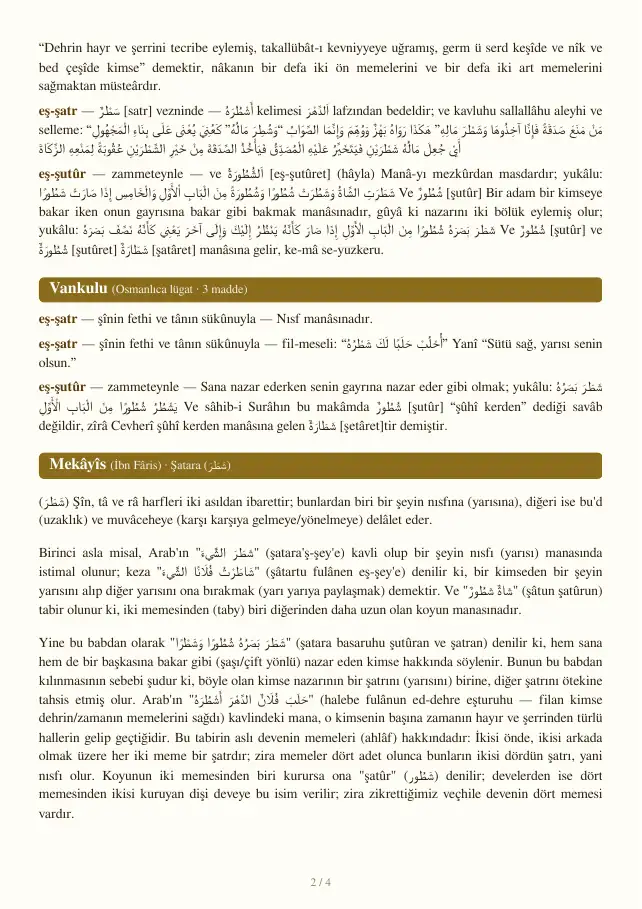 “Dehrin hayr ve şerrini tecribe eylemiş, takallübât-ı kevniyyeye uğramış, germ ü serd keşîde ve nîk ve
bed çeşîde kimse” demektir, nâkanın bir defa iki ön memelerini ve bir defa iki art memelerini
sağmaktan müsteârdır.
eş-şatr — سَطْرٌ [satr] vezninde — أَشْطُرَهُ kelimesi اَلدَّهْرَ lafzından bedeldir; ve kavluhu sallallâhu aleyhi ve
selleme: “مَنْ مَنَعَ صَدَقَةً فَإِنَّا آخِذُوهَا وَشَطْرَ مَالِهِ” هَكَذَا رَوَاهُ بَهْزٌ وَوُهِّمَ وَإِنَّمَا الصَّوَابُ “وَشُطِرَ مَالُهُ” كَعُنِيَ يُعْنَى عَلَى بِنَاءِ الْمَجْهُولِ
أَيْ جُعِلَ مَالُهُ شَطْرَيْنِ فَيَتَخَيَّرُ عَلَيْهِ الْمُصَدِّقُ فَيَأْخُذُ الصَّدَقَةَ مِنْ خَيْرِ الشَّطْرَيْنِ عُقُوبَةً لِمَنْعِهِ الزَّكَاةَ
eş-şutûr — zammeteynle — ve اَلشُّطُورَةُ [eş-şutûret] (hâyla) Manâ-yı mezkûrdan masdardır; yukâlu:
شَطَرَتِ الشَّاةُ وَشَطُرَتْ شُطُورًا وَشُطُورَةً مِنَ الْبَابِ الْأَوَّلِ وَالْخَامِسِ إِذَا صَارَتْ شَطُورًا Ve شُطُورٌ [şutûr] Bir adam bir kimseye
bakar iken onun gayrısına bakar gibi bakmak manâsınadır, gûyâ ki nazarını iki bölük eylemiş olur;
yukâlu: شَطَرَ بَصَرُهُ شُطُورًا مِنَ الْبَابِ الْأَوَّلِ إِذَا صَارَ كَأَنَّهُ يَنْظُرُ إِلَيْكَ وَإِلَى آخَرَ يَعْنِي كَأَنَّهُ نَصَّفَ بَصَرَهُ Ve شُطُورٌ [şutûr] ve
شُطُورَةٌ [şutûret] شَطَارَةٌ [şatâret] manâsına gelir, ke-mâ se-yuzkeru.
Vankulu (Osmanlıca lügat · 3 madde)
eş-şatr — şînin fethi ve tânın sükûnuyla — Nısf manâsınadır.
eş-şatr — şînin fethi ve tânın sükûnuyla — fil-meseli: “أُحْلُبْ حَلَبًا لَكَ شَطْرُهُ” Yanî “Sütü sağ, yarısı senin
olsun.”
eş-şutûr — zammeteynle — Sana nazar ederken senin gayrına nazar eder gibi olmak; yukâlu: شَطَرَ بَصَرُهُ
يَشْطُرُ شُطُورًا مِنَ الْبَابِ الْأَوَّلِ Ve sâhib-i Surâhın bu makâmda شُطُورٌ [şutûr] “şûhî kerden” dediği savâb
değildir, zîrâ Cevherî şûhî kerden manâsına gelen شَطَارَةٌ [şetâret]tir demiştir.
Mekâyîs (İbn Fâris) · Şatara (شَطَرَ)
(شَطَرَ) Şîn, tâ ve râ harfleri iki asıldan ibarettir; bunlardan biri bir şeyin nısfına (yarısına), diğeri ise bu'd
(uzaklık) ve muvâceheye (karşı karşıya gelmeye/yönelmeye) delâlet eder.
Birinci asla misal, Arab'ın "شَطَرَ الشَّيْءَ" (şatara'ş-şey'e) kavli olup bir şeyin nısfı (yarısı) manasında
istimal olunur; keza "شَاطَرْتُ فُلَانًا الشَّيْءَ" (şâtartu fulânen eş-şey'e) denilir ki, bir kimseden bir şeyin
yarısını alıp diğer yarısını ona bırakmak (yarı yarıya paylaşmak) demektir. Ve "شَاةٌ شَطُورٌ" (şâtun şatûrun)
tabir olunur ki, iki memesinden (taby) biri diğerinden daha uzun olan koyun manasınadır.
Yine bu babdan olarak "شَطَرَ بَصَرُهُ شُطُورًا وَشَطْرًا" (şatara basaruhu şutûran ve şatran) denilir ki, hem sana
hem de bir başkasına bakar gibi (şaşı/çift yönlü) nazar eden kimse hakkında söylenir. Bunun bu babdan
kılınmasının sebebi şudur ki, böyle olan kimse nazarının bir şatrını (yarısını) birine, diğer şatrını ötekine
tahsis etmiş olur. Arab'ın "حَلَبَ فُلَانٌ الدَّهْرَ أَشْطُرَهُ" (halebe fulânun ed-dehre eşturuhu — filan kimse
dehrin/zamanın memelerini sağdı) kavlindeki mana, o kimsenin başına zamanın hayır ve şerrinden türlü
hallerin gelip geçtiğidir. Bu tabirin aslı devenin memeleri (ahlâf) hakkındadır: İkisi önde, ikisi arkada
olmak üzere her iki meme bir şatrdır; zira memeler dört adet olunca bunların ikisi dördün şatrı, yani
nısfı olur. Koyunun iki memesinden biri kurursa ona "şatûr" (شَطُور) denilir; develerden ise dört
memesinden ikisi kuruyan dişi deveye bu isim verilir; zira zikrettiğimiz veçhile devenin dört memesi
vardır.
2 / 4